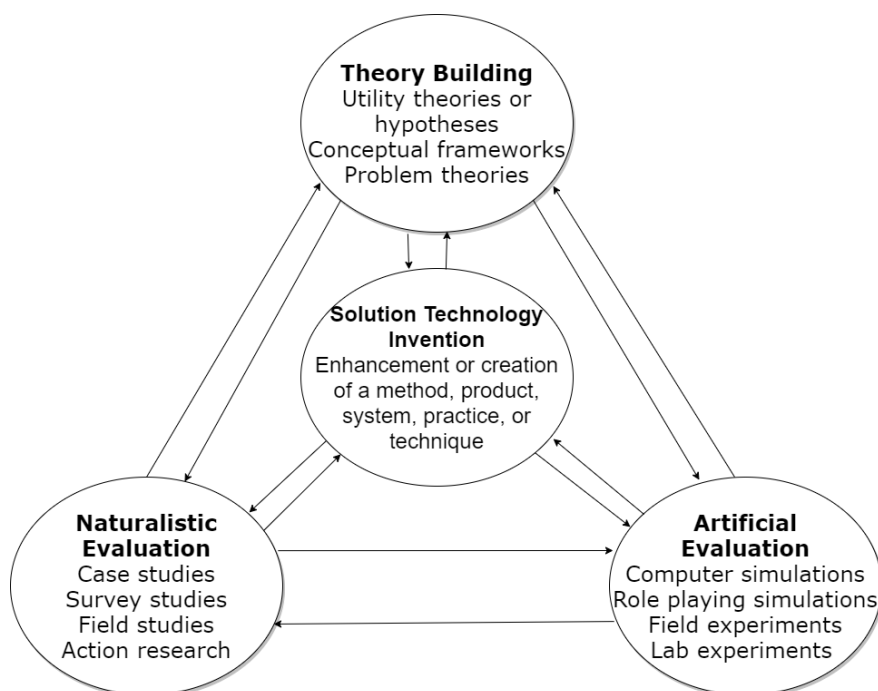 Theory Building
Utility theories or
hypotheses
Conceptual frameworks
Problem theories
Solution Technology
Invention
Enhancement or creation
of a method, product,
system, practice, or
technique
Naturalistic
Evaluation
Case studies
Survey studies
Field studies
Action research
Artificial
Evaluation
Computer simulations
Role playing simulations
Field experiments
Lab experiments